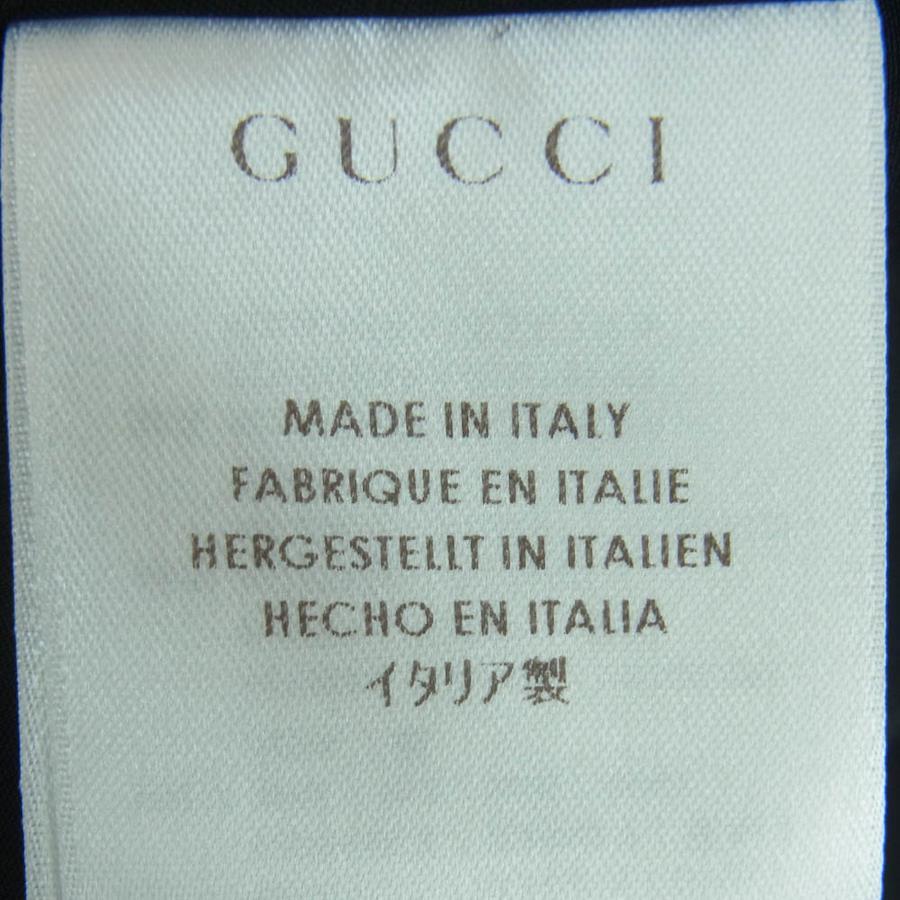 GUCCI
MADE IN ITALY
FABRIQUE EN ITALIE
HERGESTELLT IN ITALIEN
HECHO EN ITALIA
イタリア製